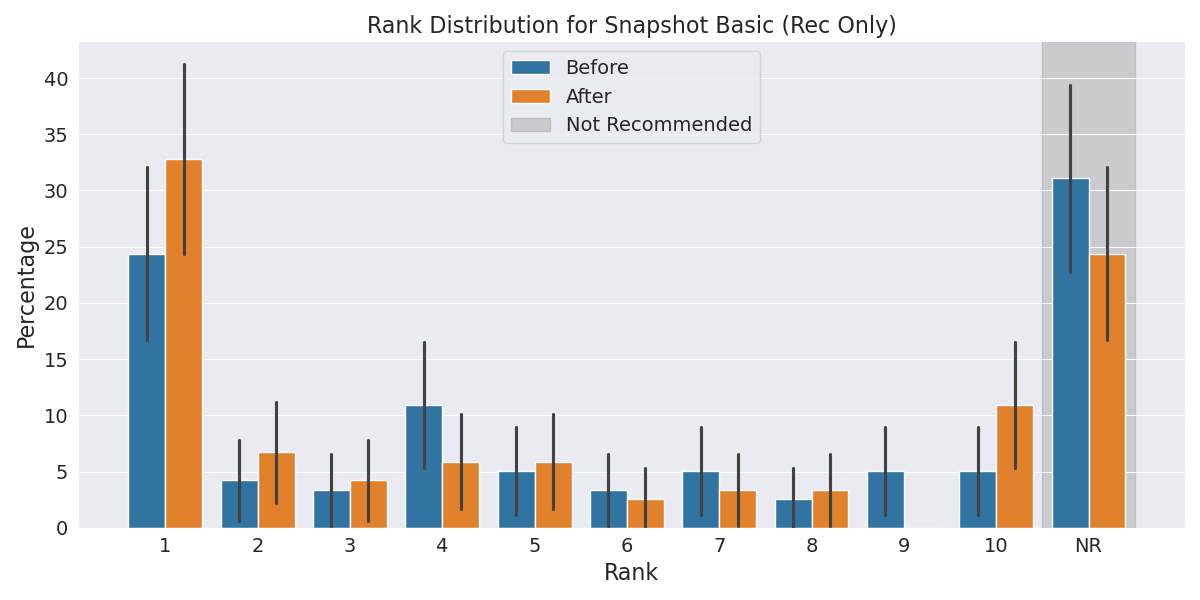 Rank Distribution for Snapshot Basic (Rec Only)
Before
After
Not Recommended
Percentage
40
35
30
25
20
15
10
5
0
1 2 3 4 5 6 7 8 9 10 NR
Rank